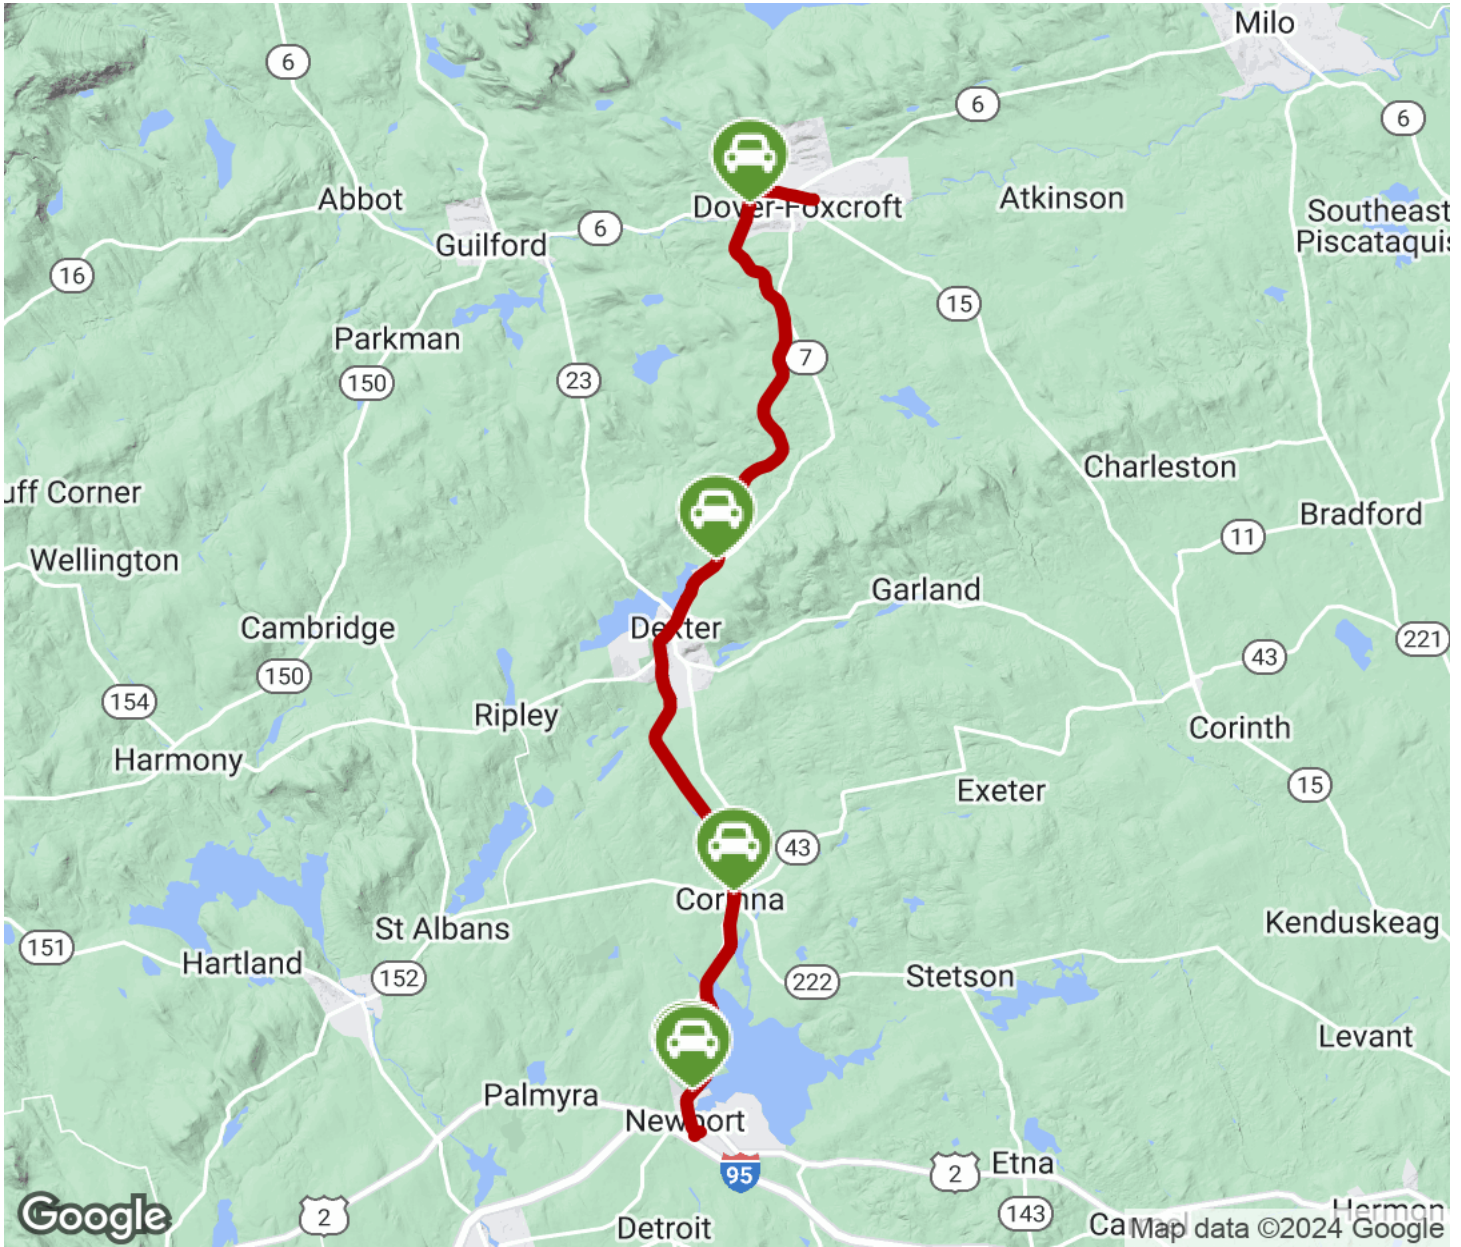 Milo
6
6
6
Abbot
Dover-Foxcroft
Atkinson
Southeast
Piscataquis
6
Guilford
16
15
Parkman
7
150
23
Charleston
uff Corner
Bradford
11
Wellington
Garland
Cambridge
Dexter
221
43
150
154
Ripley
Corinth
Harmony
15
Exeter
43
Corinna
Kenduskeag
St Albans
151
Hartland
152
222
Stetson
Levant
Palmyra
Newport
Etna
2
95
143
2
Hermon
Google
Detroit
Map data ©2024 Google